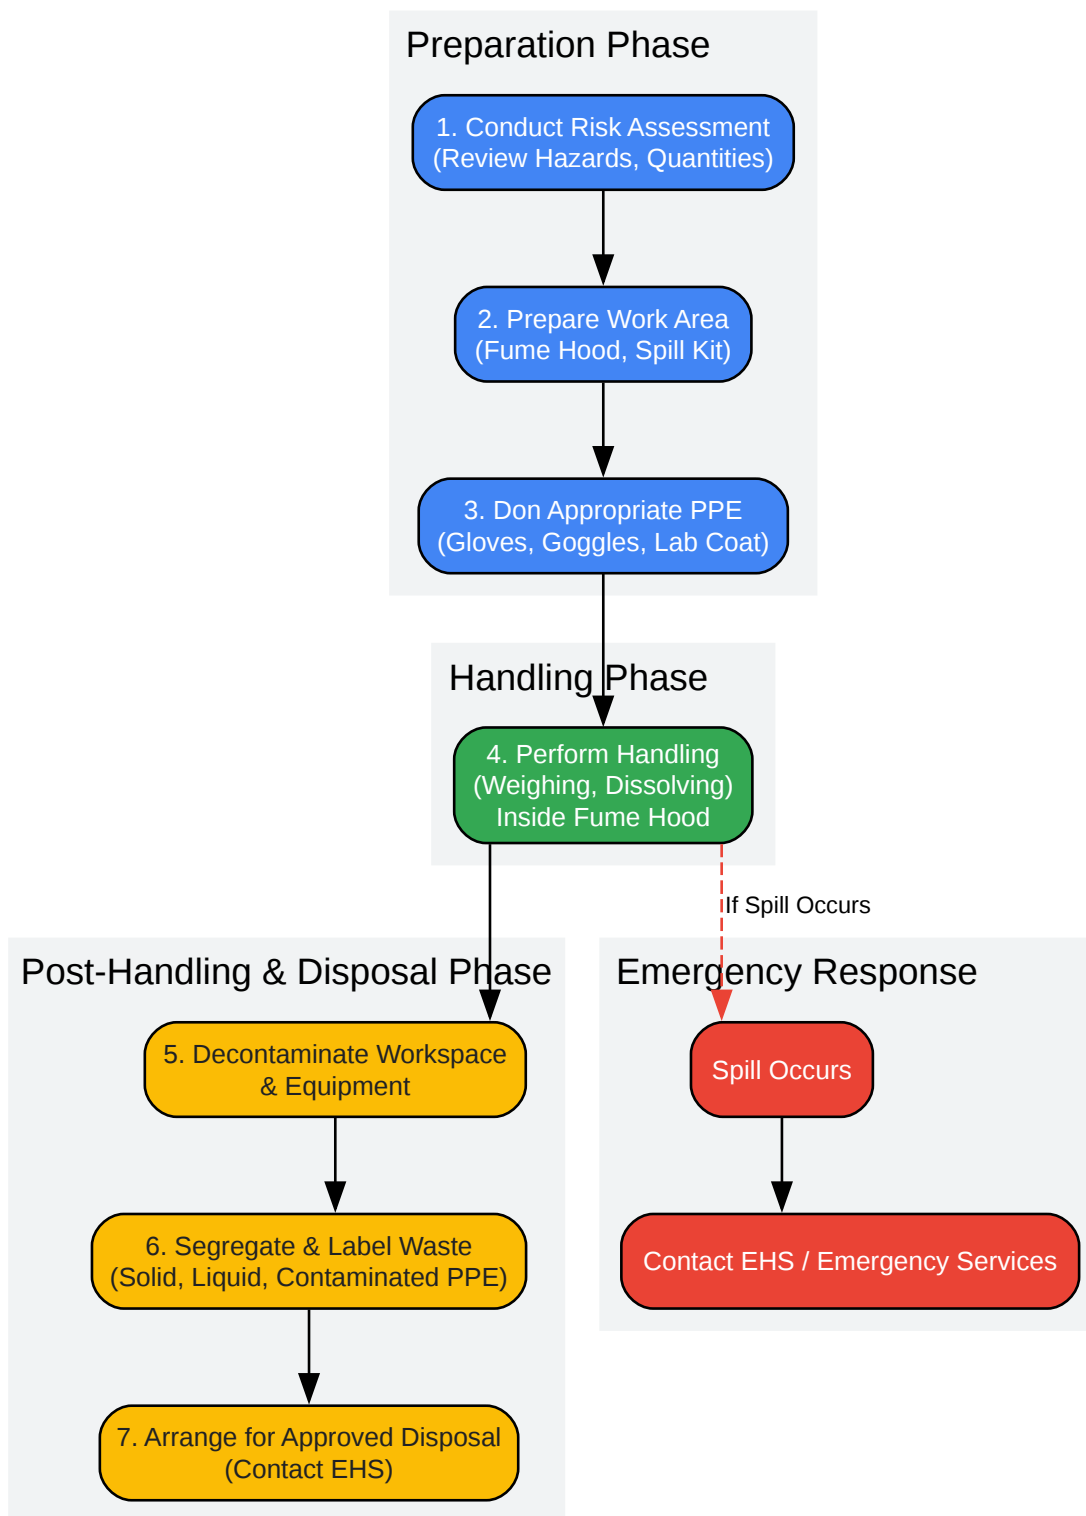 Preparation Phase
1. Conduct Risk Assessment
(Review Hazards, Quantities)
2. Prepare Work Area
(Fume Hood, Spill Kit)
3. Don Appropriate PPE
(Gloves, Goggles, Lab Coat)
Handling Phase
4. Perform Handling
(Weighing, Dissolving)
Inside Fume Hood
If Spill Occurs
Post-Handling & Disposal Phase
5. Decontaminate Workspace
& Equipment
6. Segregate & Label Waste
(Solid, Liquid, Contaminated PPE)
7. Arrange for Approved Disposal
(Contact EHS)
Emergency Response
Spill Occurs
Contact EHS / Emergency Services